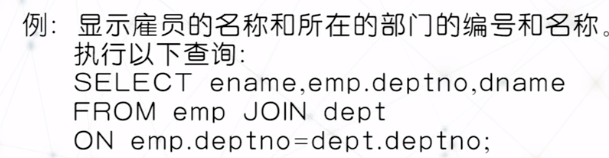 例：显示雇员的名称和所在的部门的编号和名称。
执行以下查询：
SELECT ename,emp.deptno,dname
FROM emp JOIN dept
ON emp.deptno=dept.deptno;